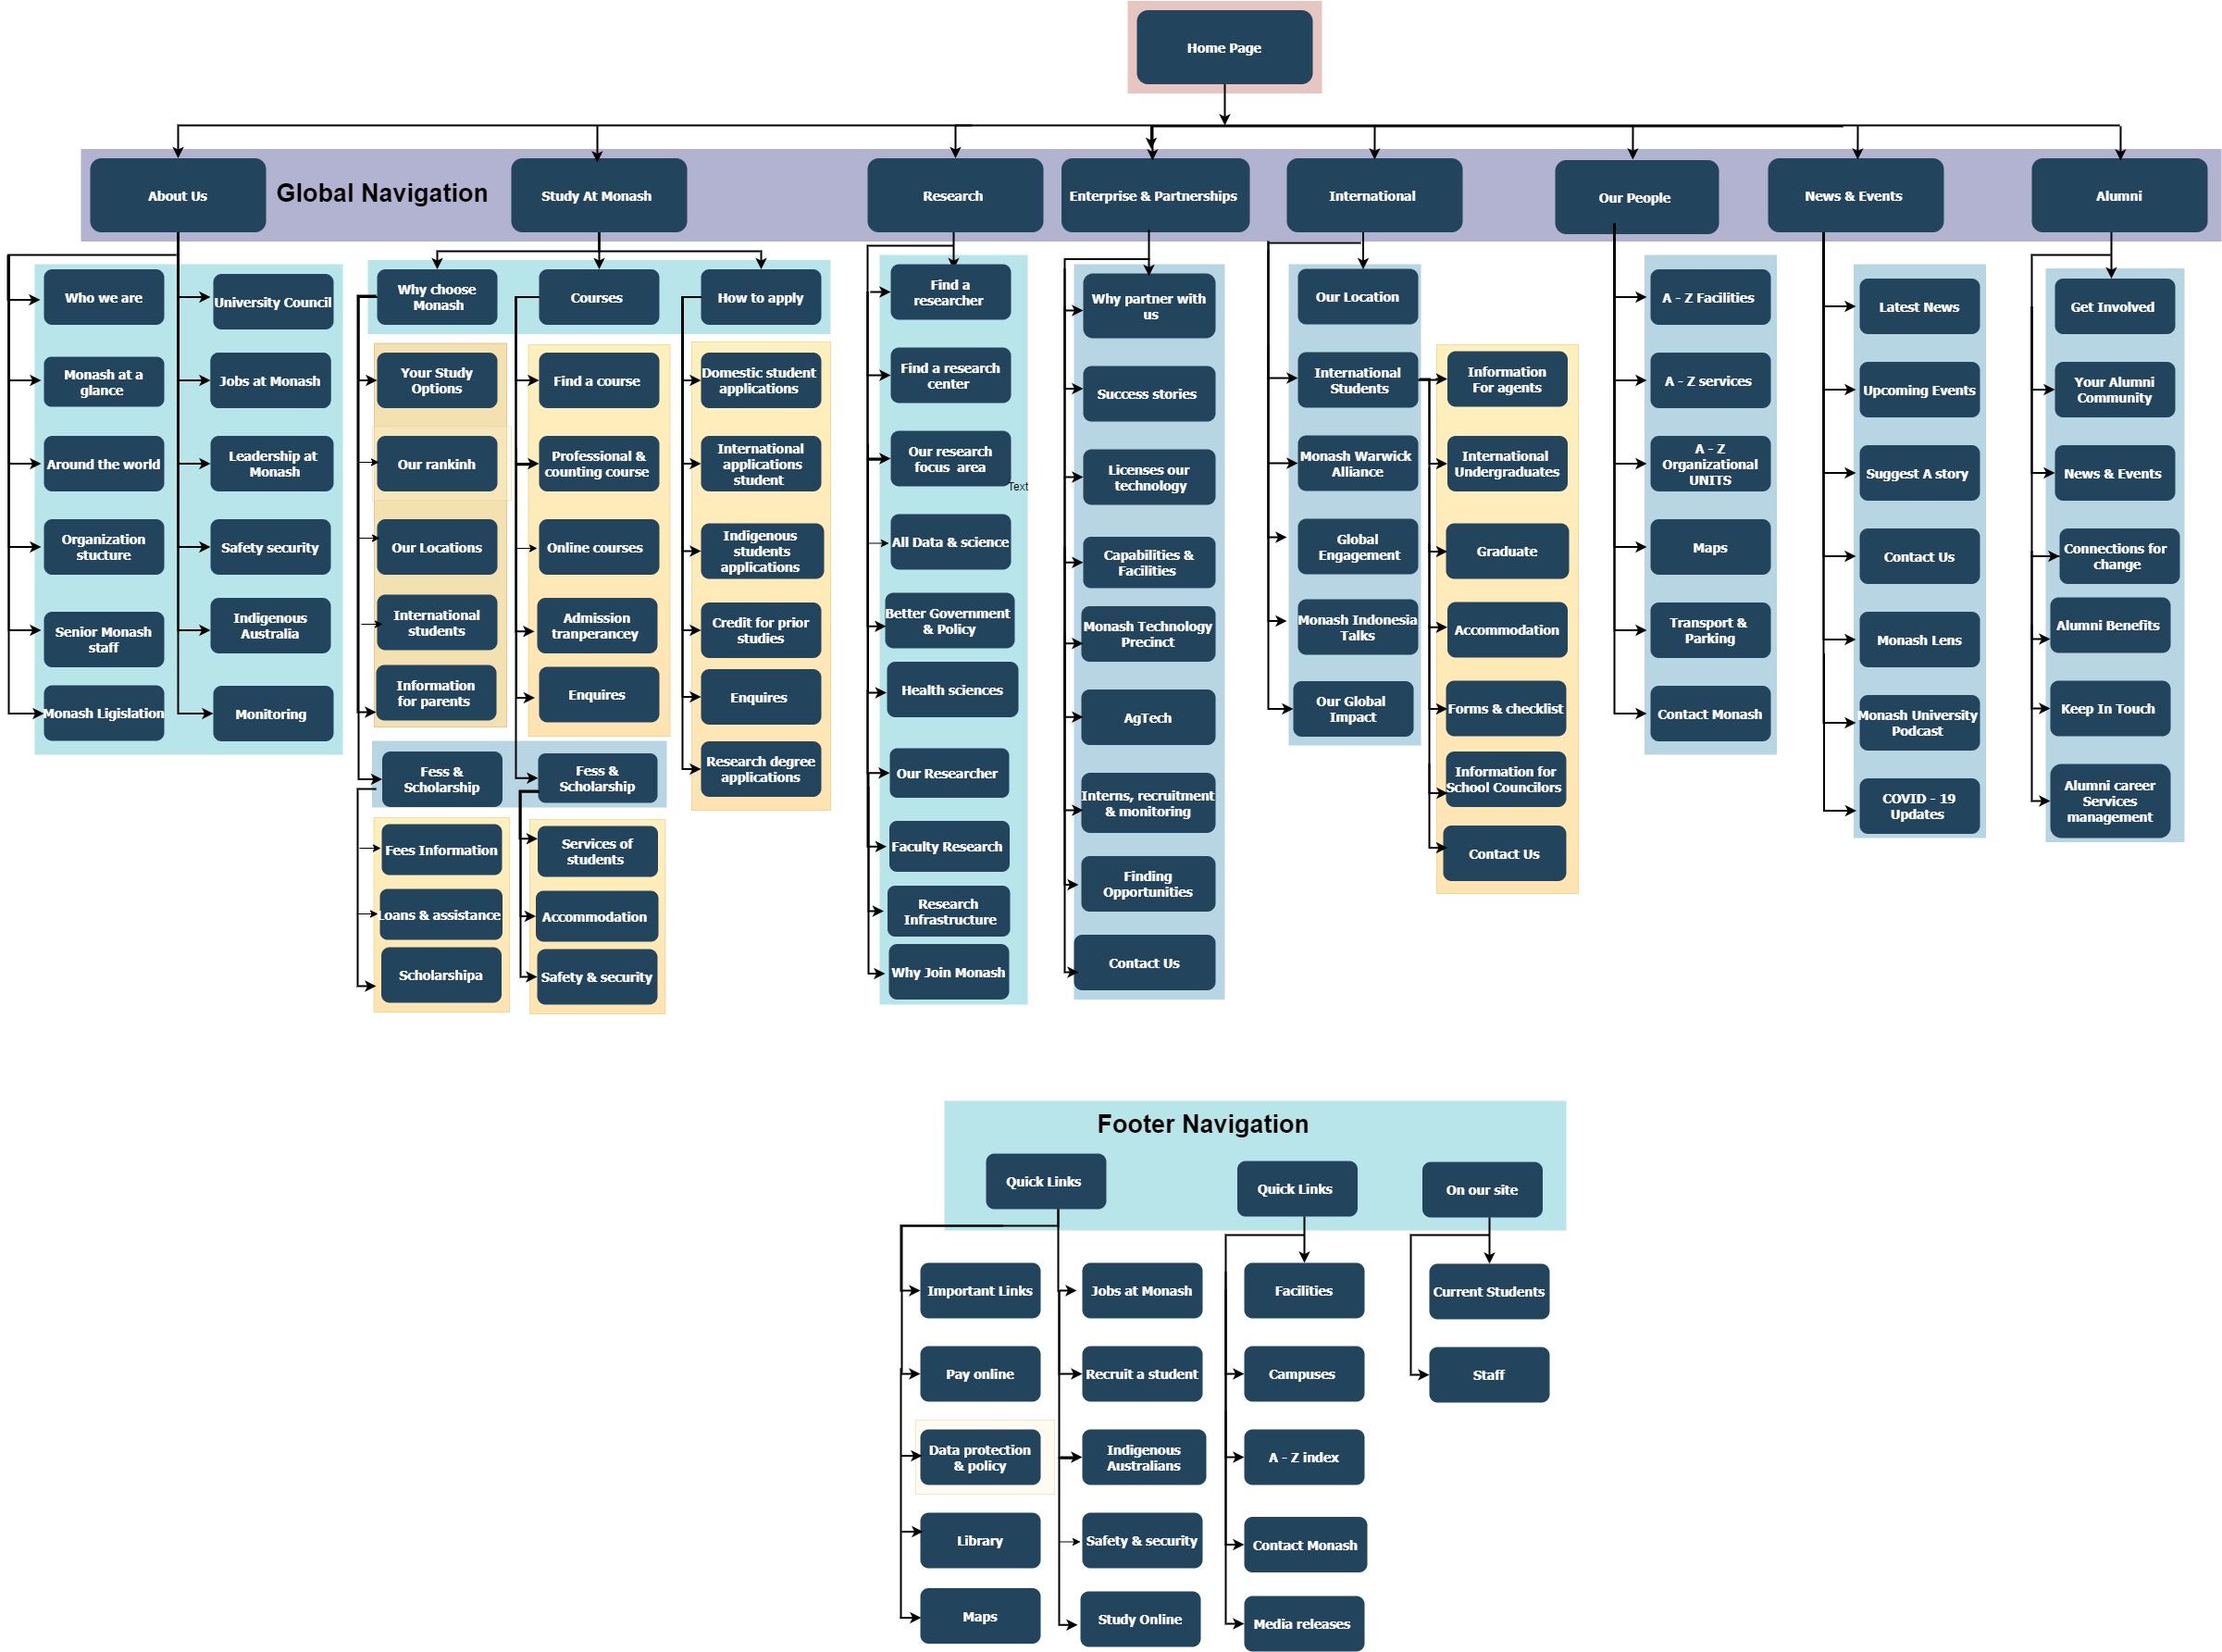 Home Page
Global Navigation
About Us
Who we are
Monash at a
glance
Around the world
Organization
stucture
Senior Monash
staff
Monash Ligislation
University Council
Jobs at Monash
Leadership at
Monash
Safety security
Indigenous
Australia
Monitoring
Study At Monash
Why choose
Monash
Your Study
Options
Our rankinh
Our Locations
International
students
Information
for parents
Fess &
Scholarship
Fees Information
Loans & assistance
Scholarshipa
Courses
Find a course
Professional &
counting course
Online courses
Admission
tranperancey
Enquires
Fess &
Scholarship
Services of
students
Accommodation
Safety & security
How to apply
Domestic student
applications
International
applications
student
Indigenous
students
applications
Credit for prior
studies
Enquires
Research degree
applications
Research
Find a
researcher
Find a research
center
Our research
focus area
Text
All Data & science
Better Government
& Policy
Health sciences
Our Researcher
Faculty Research
Research
Infrastructure
Why Join Monash
Enterprise & Partnerships
Why partner with
us
Success stories
Licenses our
technology
Capabilities &
Facilities
Monash Technology
Precinct
AgTech
Interns, recruitment
& monitoring
Finding
Opportunities
Contact Us
International
Our Location
International
Students
Monash Warwick
Alliance
Global
Engagement
Monash Indonesia
Talks
Our Global
Impact
Information
For agents
International
Undergraduates
Graduate
Accommodation
Forms & checklist
Information for
School Councilors
Contact Us
Our People
A - Z Facilities
A - Z services
A - Z
Organizational
UNITS
Maps
Transport &
Parking
Contact Monash
News & Events
Latest News
Upcoming Events
Suggest A story
Contact Us
Monash Lens
Monash University
Podcast
COVID - 19
Updates
Alumni
Get Involved
Your Alumni
Community
News & Events
Connections for
change
Alumni Benefits
Keep In Touch
Alumni career
Services
management
Footer Navigation
Quick Links
Important Links
Pay online
Data protection
& policy
Library
Maps
Jobs at Monash
Recruit a student
Indigenous
Australians
Safety & security
Study Online
Quick Links
Facilities
Campuses
A - Z index
Contact Monash
Media releases
On our site
Current Students
Staff